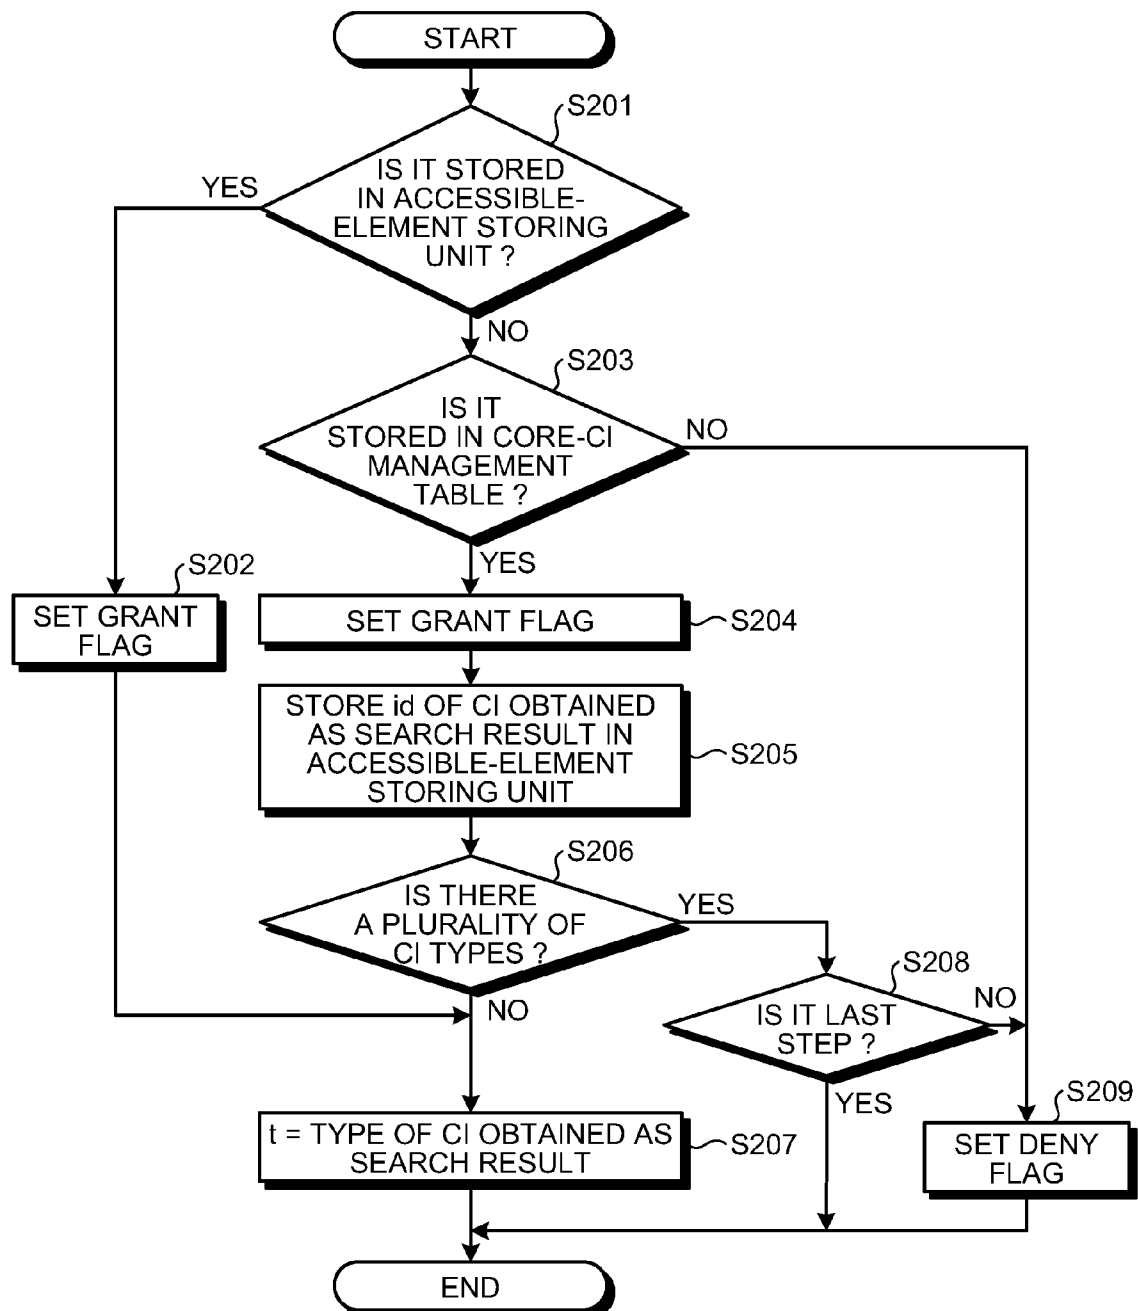 START
S201
IS IT STORED
IN ACCESSIBLE-
ELEMENT STORING
UNIT ?
YES
NO
S203
IS IT
STORED IN CORE-CI
MANAGEMENT
TABLE ?
NO
YES
S202
SET GRANT
FLAG
SET GRANT FLAG
S204
STORE id OF CI OBTAINED
AS SEARCH RESULT IN
ACCESSIBLE-ELEMENT
STORING UNIT
S205
S206
IS THERE
A PLURALITY OF
CI TYPES ?
YES
NO
S208
IS IT LAST
STEP ?
NO
YES
S209
SET DENY
FLAG
t = TYPE OF CI OBTAINED AS
SEARCH RESULT
S207
END